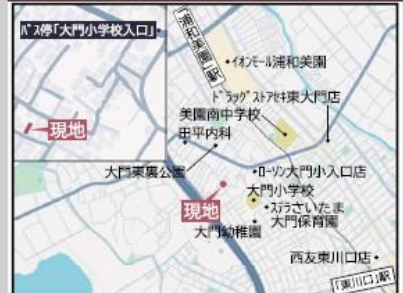 バス停「大門小学校入口」
「浦和美園」駅
•イオンモール浦和美園
ドラッグストアセキ東大門店
美園南中学校
田平内科
現地
大門東裏公園
•ローソン大門小入口店
大門小学校
現地
•ステラさいたま
大門保育園
大門幼稚園
西友東川口店•
「東川口」駅